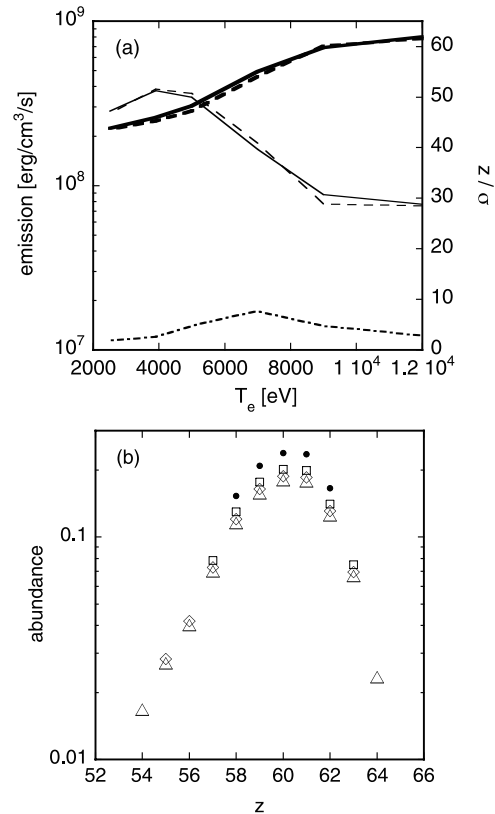 (a)
10^9
10^8
10^7
emission [erg/cm^3/s]
60
50
40
30
20
10
0
z / σ
2000 4000 6000 8000 1 10^4 1.2 10^4
T_e [eV]
(b)
0.1
0.01
abundance
52 54 56 58 60 62 64 66
z